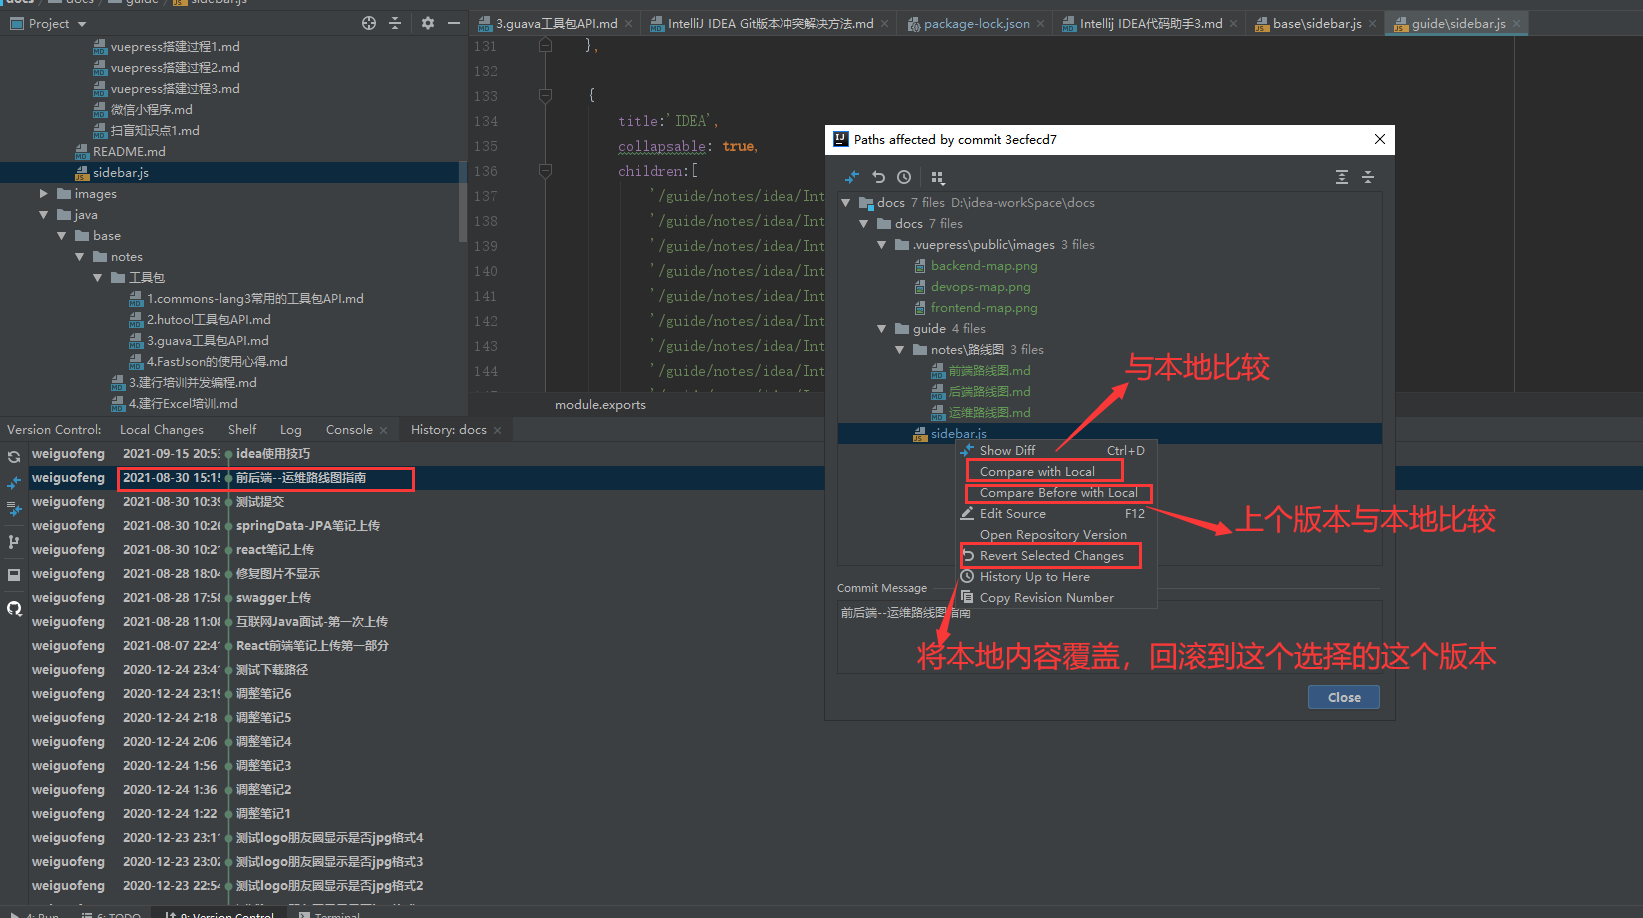 docs
docs
guide
sidebar.js
Project
3.guava工具包API.md
IntelliJ IDEA Git版本冲突解决方法.md
package-lock.json
Intellij IDEA代码助手3.md
base\sidebar.js
guide\sidebar.js
vuepress搭建过程1.md
vuepress搭建过程2.md
vuepress搭建过程3.md
微信小程序.md
扫盲知识点1.md
README.md
sidebar.js
images
java
base
notes
工具包
1.commons-lang3常用的工具包API.md
2.hutool工具包API.md
3.guava工具包API.md
4.FastJson的使用心得.md
3.建行培训并发编程.md
4.建行Excel培训.md
131 },
132
133 {
134 title:'IDEA',
135 collapsable: true,
136 children:[
137 '/guide/notes/idea/Int
138 '/guide/notes/idea/Int
139 '/guide/notes/idea/Int
140 '/guide/notes/idea/Int
141 '/guide/notes/idea/Int
142 '/guide/notes/idea/Int
143 '/guide/notes/idea/Int
144 '/guide/notes/idea/Int
module.exports
Paths affected by commit 3ecfecd7
docs 7 files D:\idea-workSpace\docs
docs 7 files
.vuepress\public\images 3 files
backend-map.png
devops-map.png
frontend-map.png
guide 4 files
notes\路线图 3 files
前端路线图.md
后端路线图.md
运维路线图.md
sidebar.js
与本地比较
Show Diff Ctrl+D
Compare with Local
Compare Before with Local
Edit Source F12
Open Repository Version
Revert Selected Changes
History Up to Here
Copy Revision Number
上个版本与本地比较
Commit Message
前后端--运维路线图指南
将本地内容覆盖，回滚到这个选择的这个版本
Close
Version Control: Local Changes Shelf Log Console History: docs
weiguofeng 2021-09-15 20:53 idea使用技巧
weiguofeng 2021-08-30 15:15 前后端--运维路线图指南
weiguofeng 2021-08-30 10:39 测试提交
weiguofeng 2021-08-30 10:26 springData-JPA笔记上传
weiguofeng 2021-08-30 10:21 react笔记上传
weiguofeng 2021-08-28 18:04 修复图片不显示
weiguofeng 2021-08-28 17:58 swagger上传
weiguofeng 2021-08-28 11:08 互联网Java面试-第一次上传
weiguofeng 2021-08-07 22:41 React前端笔记上传第一部分
weiguofeng 2020-12-24 23:41 测试下载路径
weiguofeng 2020-12-24 23:19 调整笔记6
weiguofeng 2020-12-24 2:18 调整笔记5
weiguofeng 2020-12-24 2:06 调整笔记4
weiguofeng 2020-12-24 1:56 调整笔记3
weiguofeng 2020-12-24 1:36 调整笔记2
weiguofeng 2020-12-24 1:22 调整笔记1
weiguofeng 2020-12-23 23:11 测试logo朋友圈显示是否jpg格式4
weiguofeng 2020-12-23 23:02 测试logo朋友圈显示是否jpg格式3
weiguofeng 2020-12-23 22:54 测试logo朋友圈显示是否jpg格式2
4: Run 6: TODO 9: Version Control Terminal